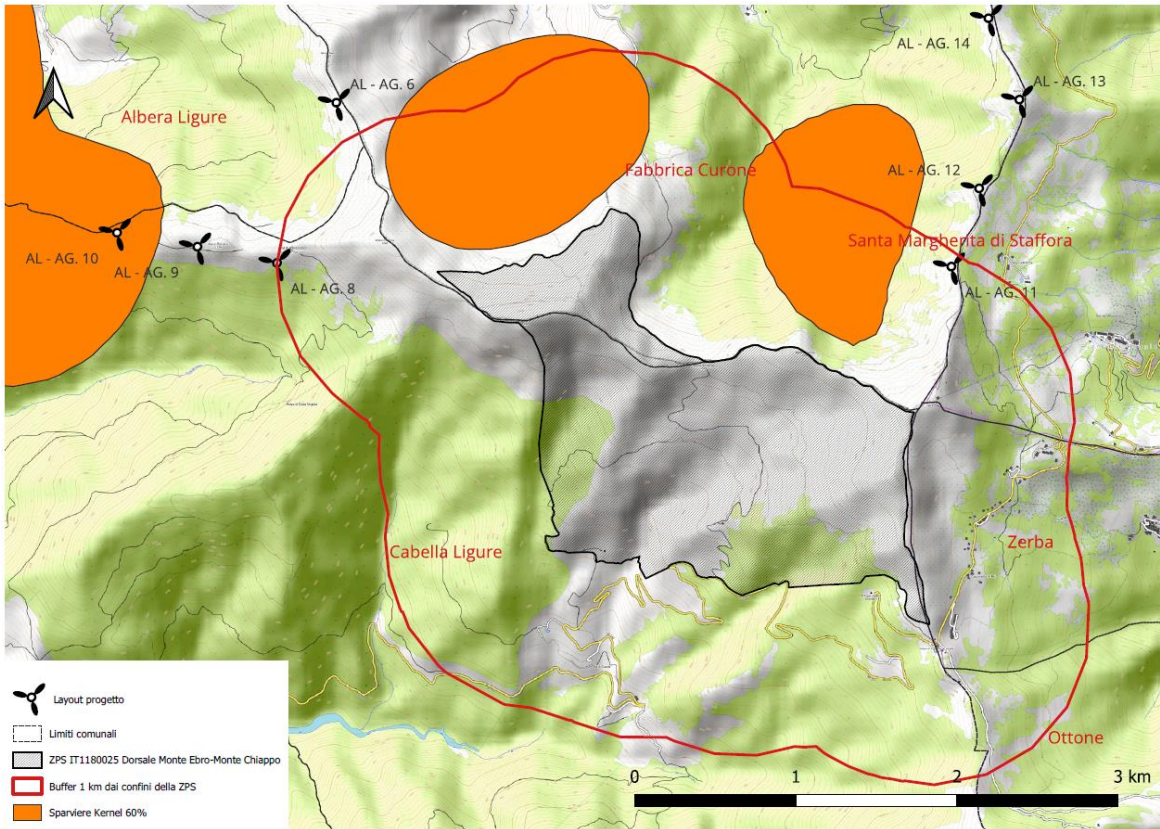 AL - AG. 14
AL - AG. 6
AL - AG. 13
Albera Ligure
Fabbrica Curone
AL - AG. 12
Santa Margherita di Staffora
AL - AG. 10
AL - AG. 9
AL - AG. 8
AL - AG. 11
Cabella Ligure
Zerba
Ottone
Layout progetto
Limiti comunali
ZPS IT1180025 Dorsale Monte Ebro-Monte Chiappo
Buffer 1 km dai confini della ZPS
Sparviere Kernel 60%
0 1 2 3 km